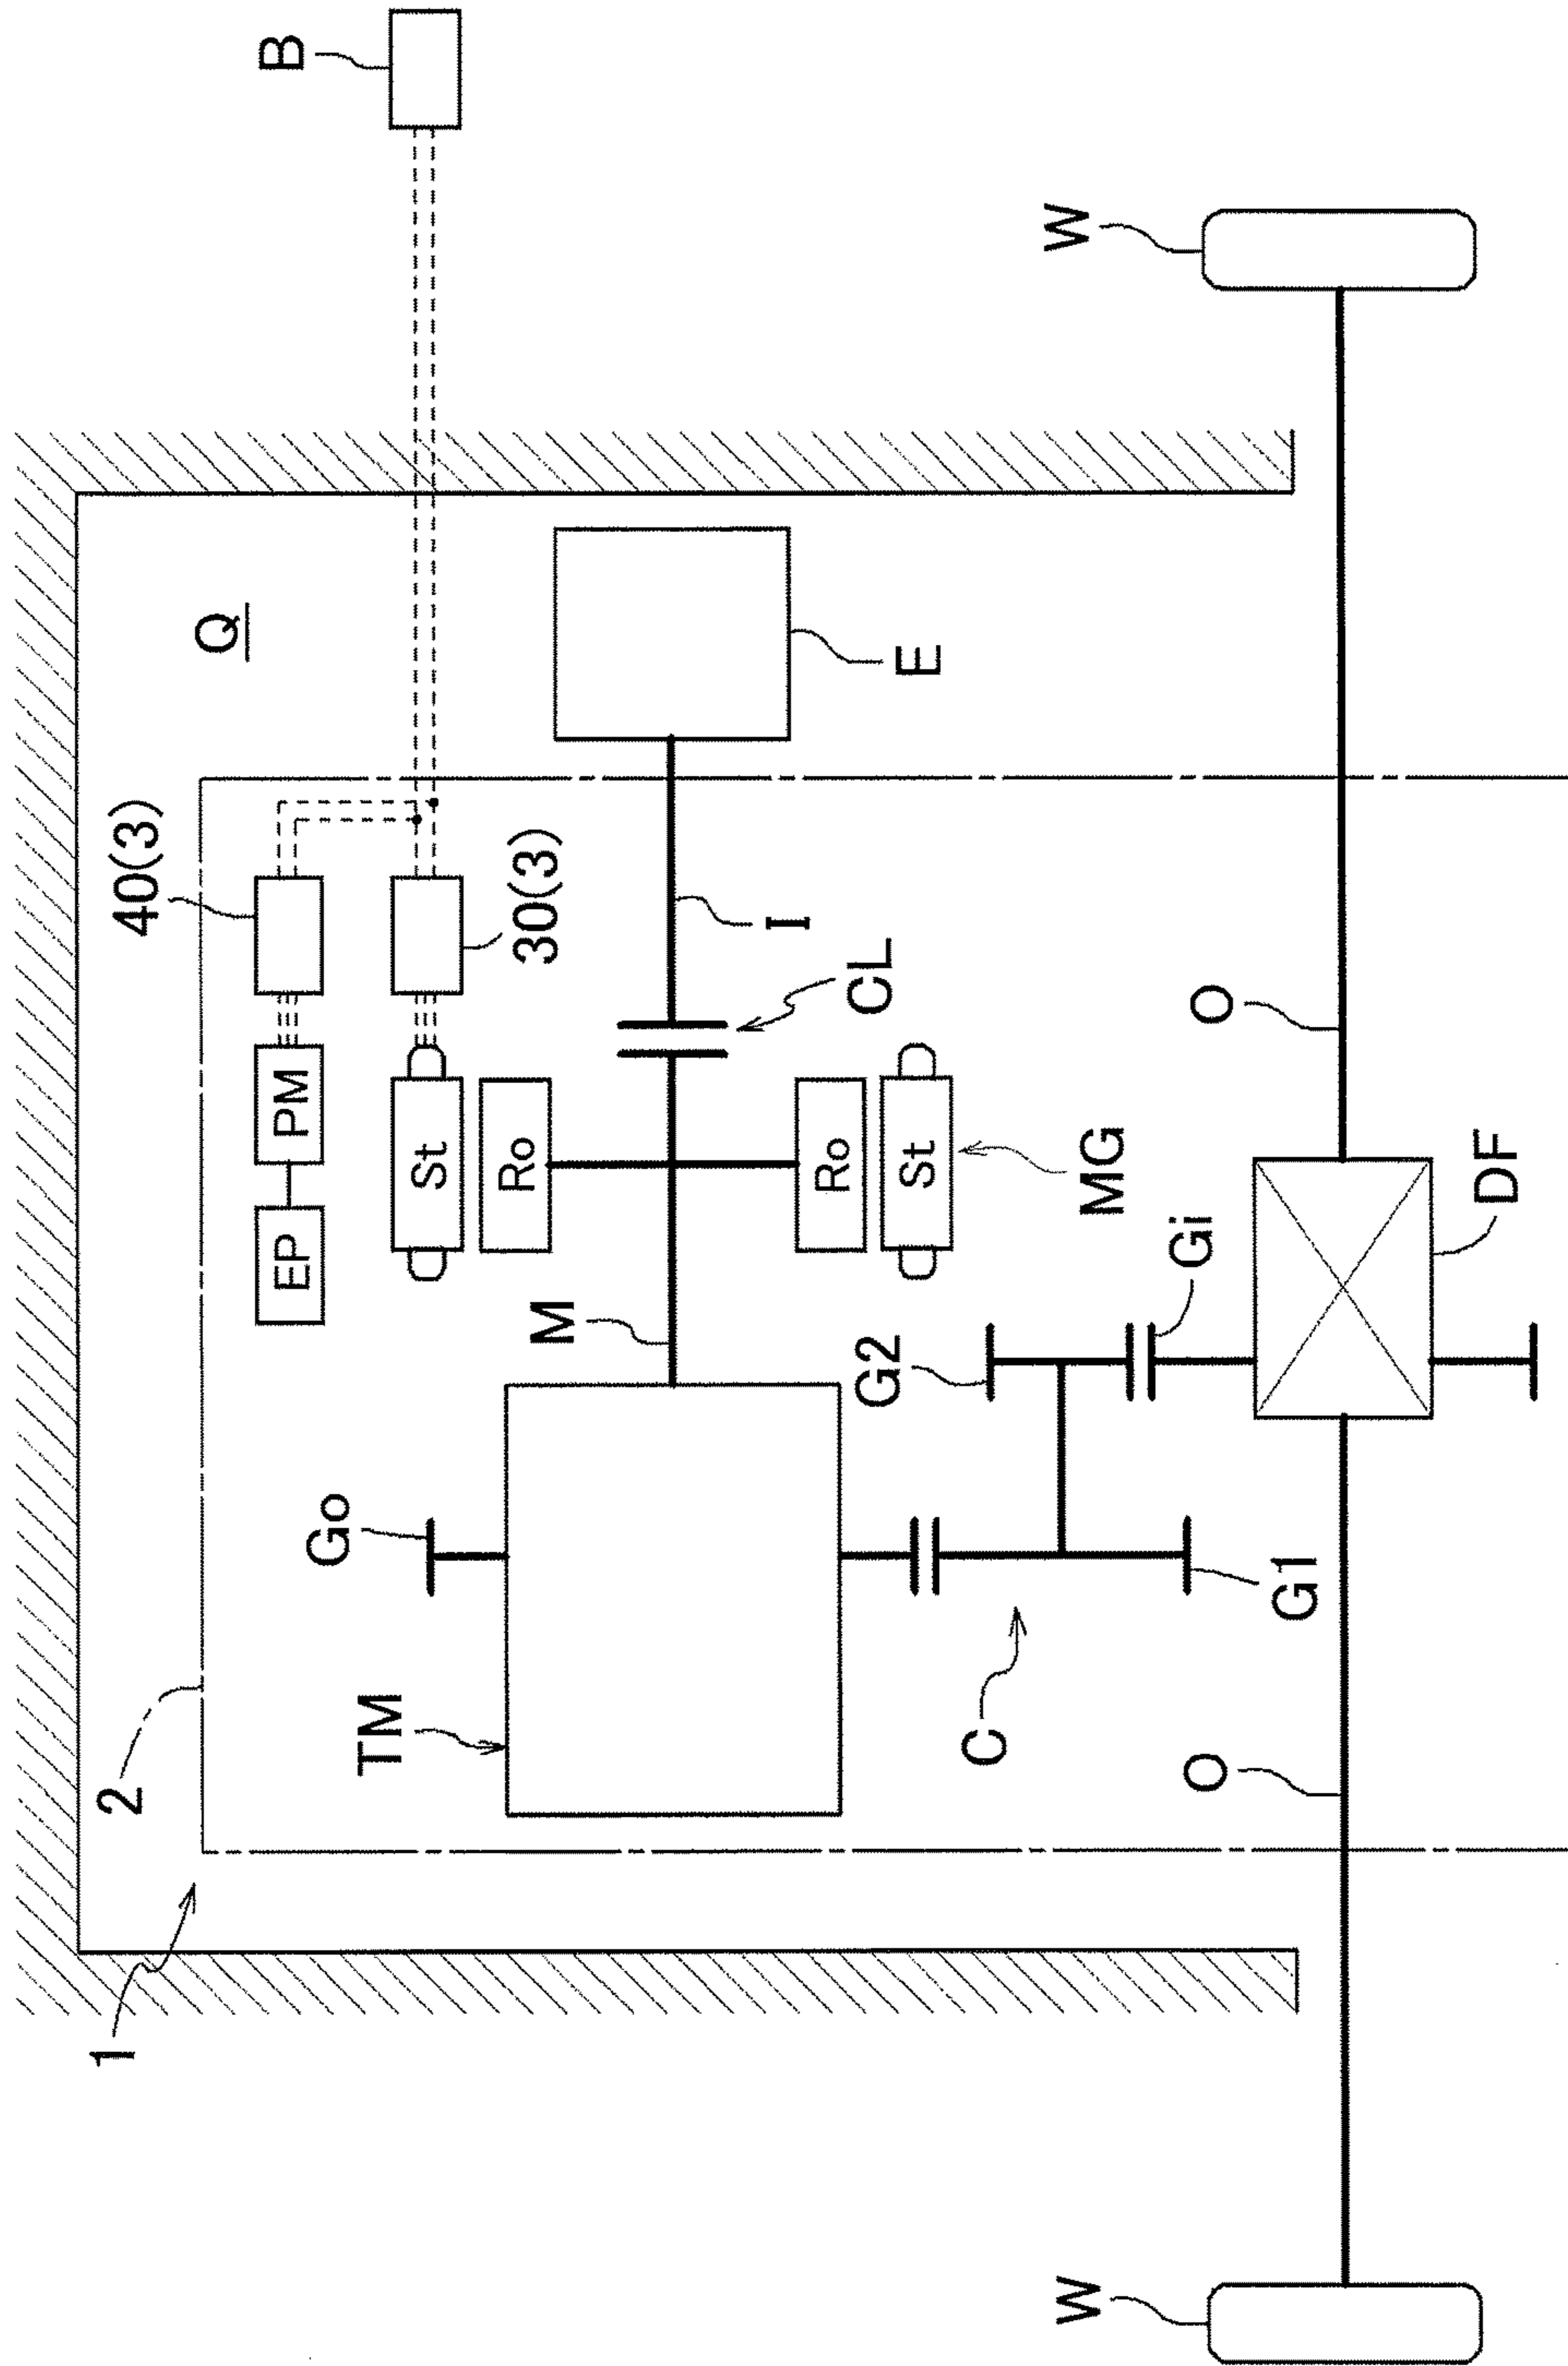 1
2
Q
40(3)
B
EP
PM
30(3)
Go
St
Ro
TM
M
I
E
CL
Ro
St
MG
C
G2
Gi
W
G1
O
O
W
DF